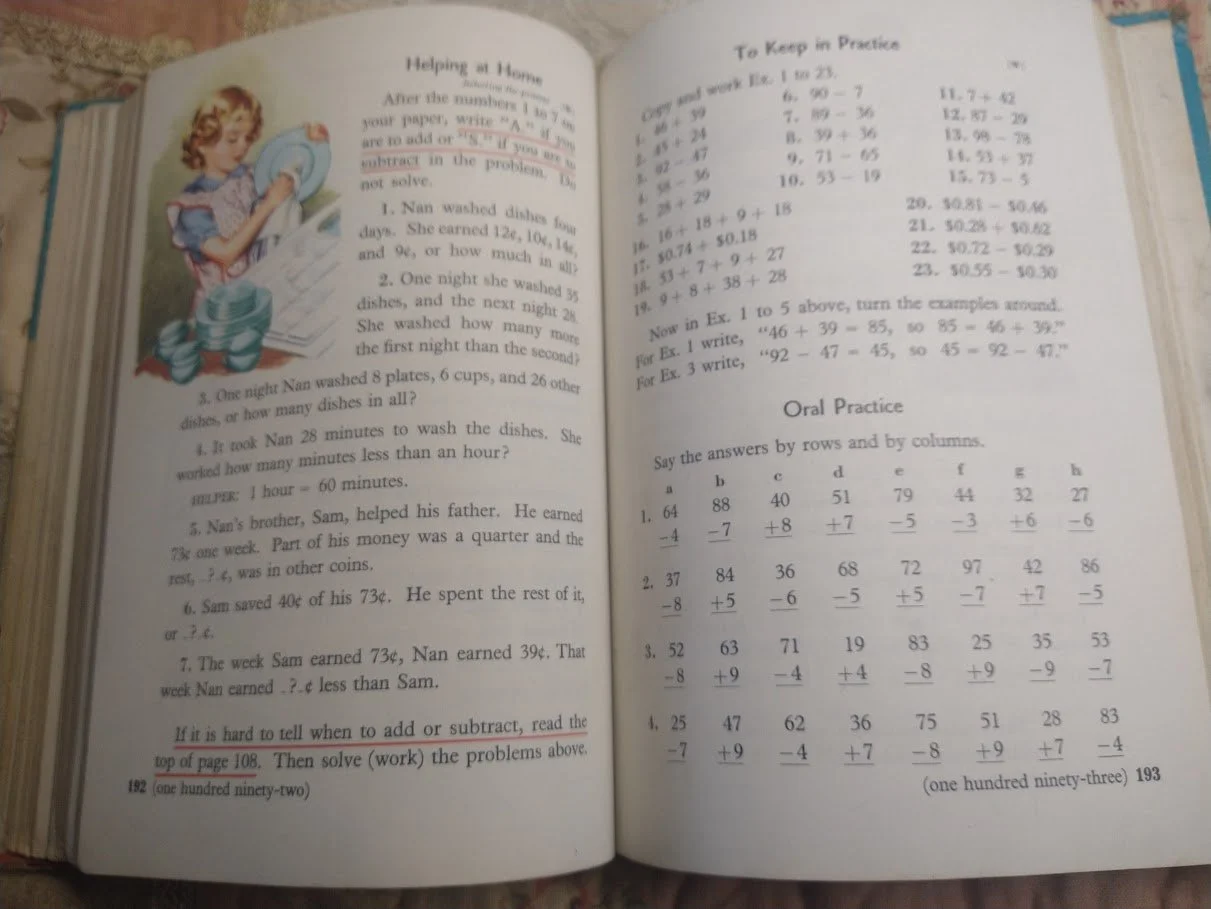 Helping at Home
Selecting the process
After the numbers 1 to 7 on
your paper, write "A" if you
are to add or "S" if you are to
subtract in the problem. Do
not solve.
1. Nan washed dishes four
days. She earned 12¢, 10¢, 14¢,
and 9¢, or how much in all?
2. One night she washed 35
dishes, and the next night 28.
She washed how many more
the first night than the second?
3. One night Nan washed 8 plates, 6 cups, and 26 other
dishes, or how many dishes in all?
4. It took Nan 28 minutes to wash the dishes. She
worked how many minutes less than an hour?
HELPER: 1 hour = 60 minutes.
5. Nan's brother, Sam, helped his father. He earned
73¢ one week. Part of his money was a quarter and the
rest, ..?..¢, was in other coins.
6. Sam saved 40¢ of his 73¢. He spent the rest of it,
or ..?..¢.
7. The week Sam earned 73¢, Nan earned 39¢. That
week Nan earned ..?..¢ less than Sam.
If it is hard to tell when to add or subtract, read the
top of page 108. Then solve (work) the problems above.
192 (one hundred ninety-two)
To Keep in Practice
Copy and work Ex. 1 to 23.
1. 46 + 39 6. 90 − 7 11. 7 + 42
2. 45 + 24 7. 89 − 36 12. 87 − 29
3. 92 − 47 8. 39 + 36 13. 98 − 78
4. 58 − 36 9. 71 − 65 14. 53 + 37
5. 28 + 29 10. 53 − 19 15. 73 − 5
16. 16 + 18 + 9 + 18 20. $0.81 − $0.46
17. $0.74 + $0.18 21. $0.28 + $0.62
18. 53 + 7 + 9 + 27 22. $0.72 − $0.29
19. 9 + 8 + 38 + 28 23. $0.55 − $0.30
Now in Ex. 1 to 5 above, turn the examples around.
For Ex. 1 write, "46 + 39 = 85, so 85 = 46 + 39."
For Ex. 3 write, "92 − 47 = 45, so 45 = 92 − 47."
Oral Practice
Say the answers by rows and by columns.
a b c d e f g h
1. 64 88 40 51 79 44 32 27
−4 −7 +8 +7 −5 −3 +6 −6
2. 37 84 36 68 72 97 42 86
−8 +5 −6 −5 +5 −7 +7 −5
3. 52 63 71 19 83 25 35 53
−8 +9 −4 +4 −8 +9 −9 −7
4. 25 47 62 36 75 51 28 83
−7 +9 −4 +7 −8 +9 +7 −4
(one hundred ninety-three) 193